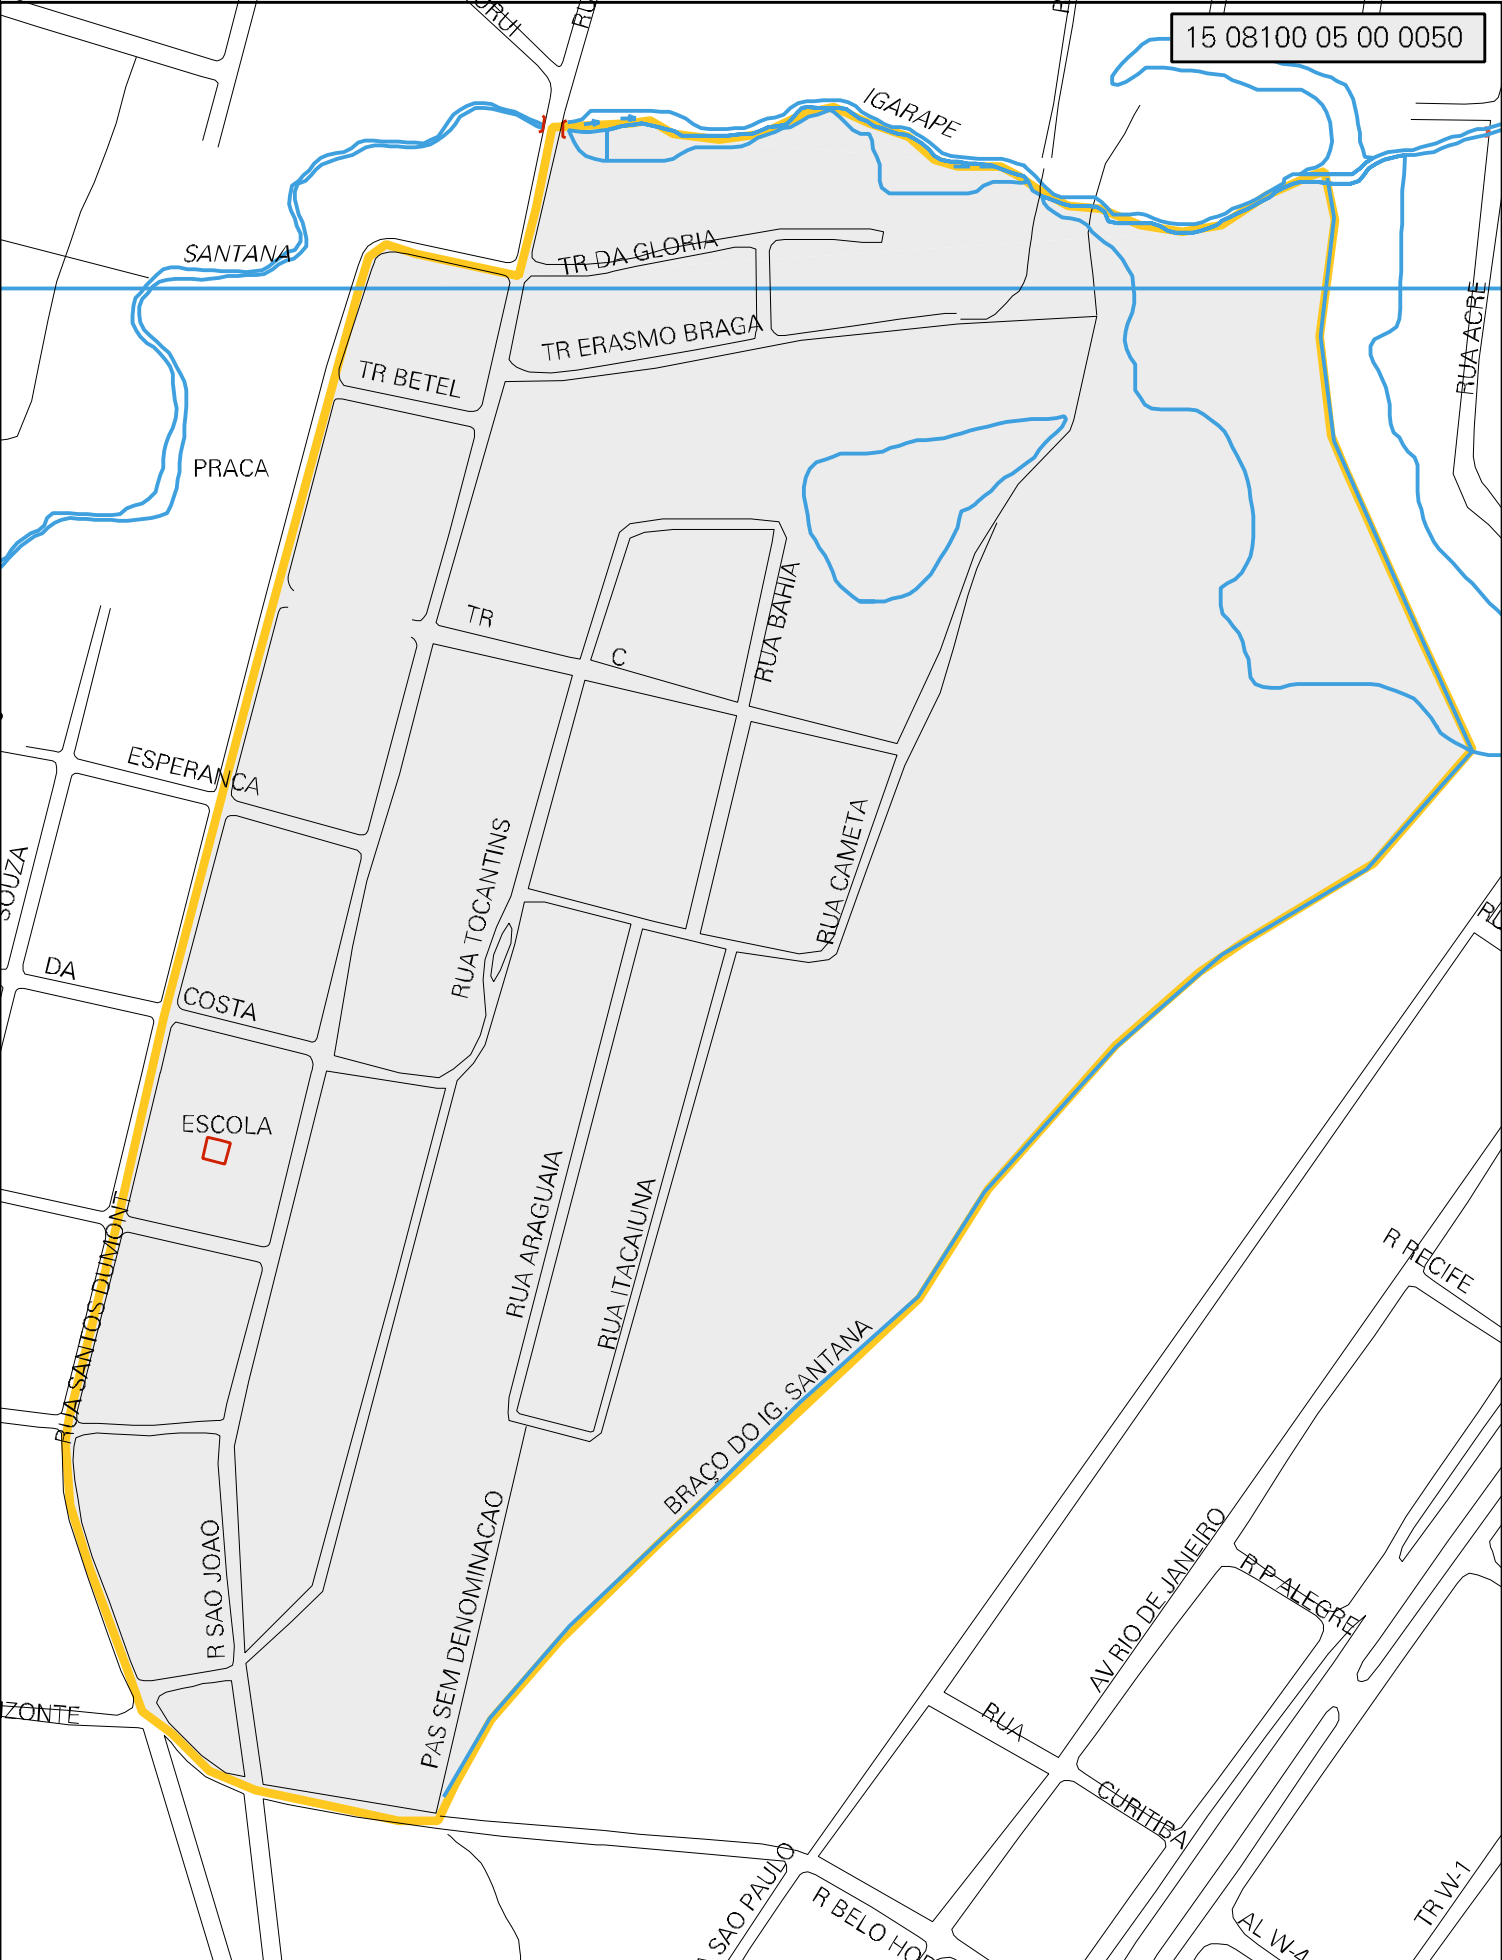 15 08100 05 00 0050
IGARAPE
SANTANA
TR DA GLORIA
TR ERASMO BRAGA
RUA ACRE
TR BETEL
PRACA
TR
C
RUA BAHIA
ESPERANCA
RUA TOCANTINS
RUA CAMETA
SOUZA
DA
COSTA
ESCOLA
RUA ARAGUAIA
RUA ITACAIUNA
RUA SANTOS DUMONT
R RECIFE
BRAÇO DO IG. SANTANA
R SAO JOAO
PAS SEM DENOMINACAO
AV RIO DE JANEIRO
R P ALEGRE
IZONTE
RUA
CURITIBA
SAO PAULO
R BELO HOR
AL W-4
TR W-1